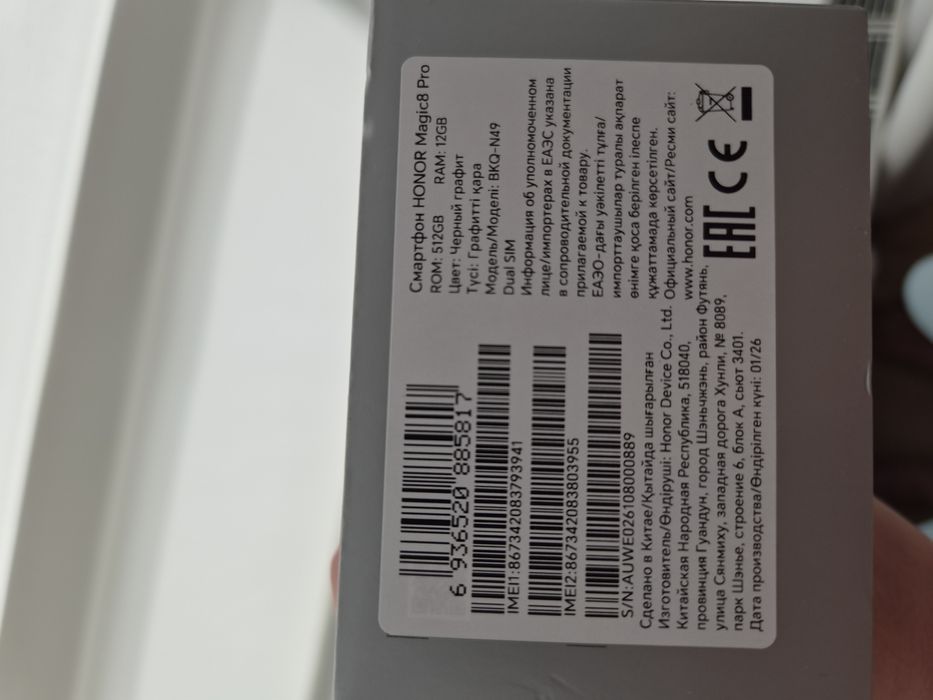 Смартфон HONOR Magic8 Pro
ROM: 512GB RAM: 12GB
Цвет: Черный графит
Түсі: Графитті қара
Модель/Моделі: BKQ-N49
Dual SIM
Информация об уполномоченном
лице/импортерах в ЕАЭС указана
в сопроводительной документации
прилагаемой к товару.
ЕАЭО-дағы уәкілетті тұлға/
импорттаушылар туралы ақпарат
өнімге қоса берілген ілеспе
құжаттамада көрсетілген.
Официальный сайт/Ресми сайт:
www.honor.com
EAC CE
6 936520 885817
IMEI1:867342083793941
IMEI2:867342083803955
S/N:AUWE026108000889
Сделано в Китае/Қытайда шығарылған
Изготовитель/Өндіруші: Honor Device Co., Ltd.
Китайская Народная Республика, 518040,
провинция Гуандун, город Шэньчжэнь, район Футянь,
улица Сянмиху, западная дорога Хунли, № 8089,
парк Шэнье, строение 6, блок А, сьют 3401.
Дата производства/Өндірілген күні: 01/26